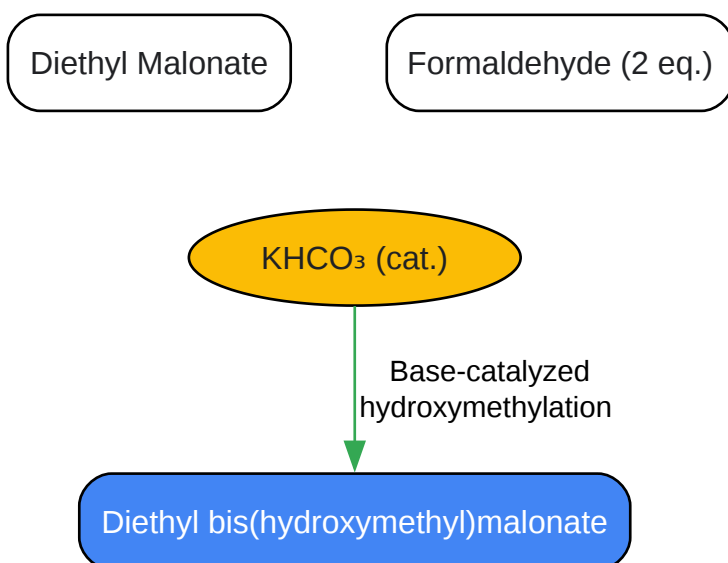 Diethyl Malonate
Formaldehyde (2 eq.)
KHCO₃ (cat.)
Base-catalyzed
hydroxymethylation
Diethyl bis(hydroxymethyl)malonate